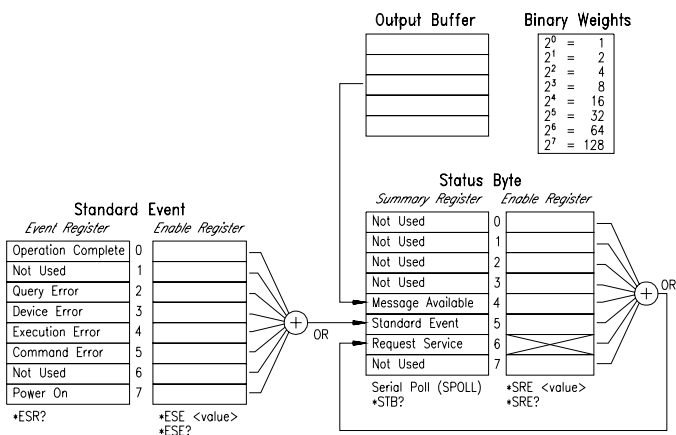 Output Buffer
Binary Weights
2⁰ = 1
2¹ = 2
2² = 4
2³ = 8
2⁴ = 16
2⁵ = 32
2⁶ = 64
2⁷ = 128
Standard Event
Event Register Enable Register
Operation Complete 0
Not Used 1
Query Error 2
Device Error 3
Execution Error 4
Command Error 5
Not Used 6
Power On 7
*ESR?
*ESE <value>
*ESE?
+
OR
Status Byte
Summary Register Enable Register
Not Used 0
Not Used 1
Not Used 2
Not Used 3
Message Available 4
Standard Event 5
Request Service 6
Not Used 7
Serial Poll (SPOLL)
*STB?
*SRE <value>
*SRE?
+
OR